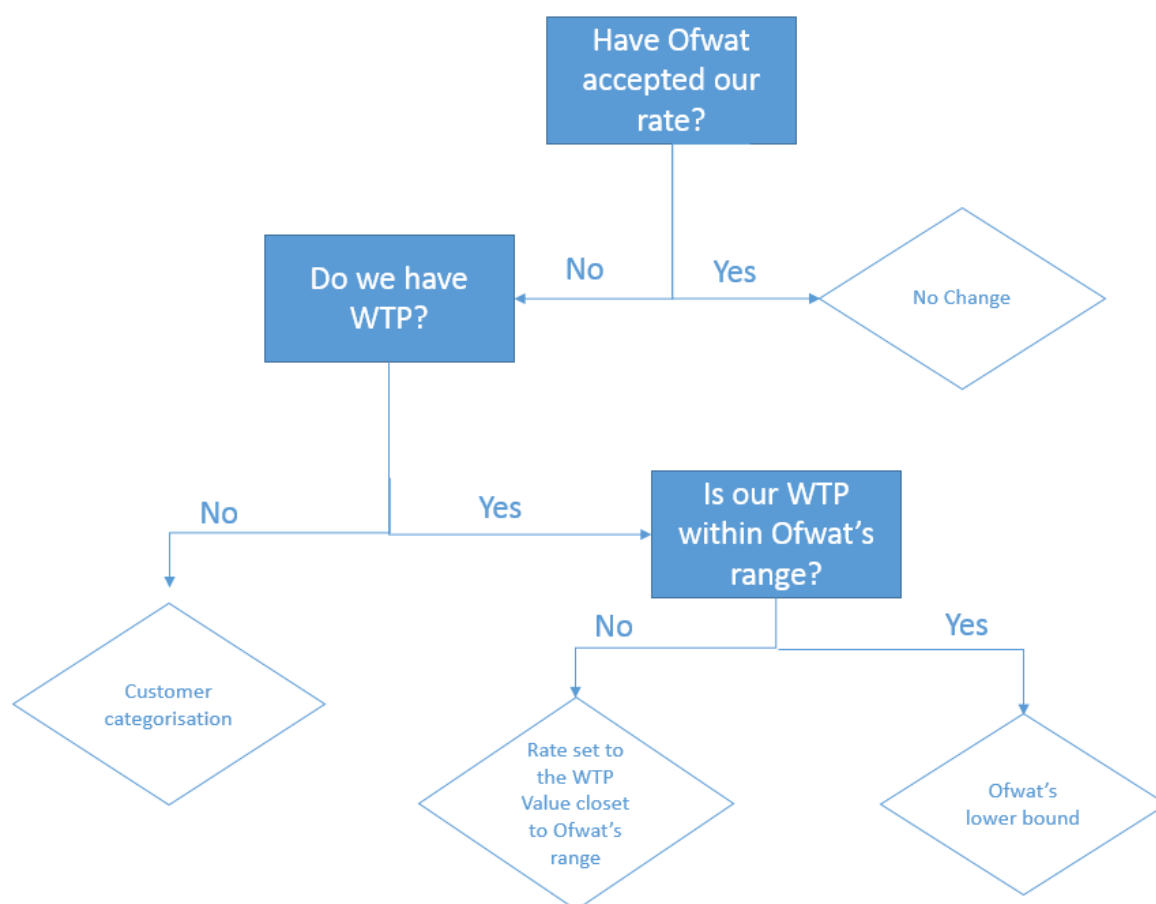 Have Ofwat
accepted our
rate?
No
Yes
Do we have
WTP?
No Change
No
Yes
Is our WTP
within Ofwat's
range?
No
Yes
Customer
categorisation
Rate set to
the WTP
Value closet
to Ofwat's
range
Ofwat's
lower bound